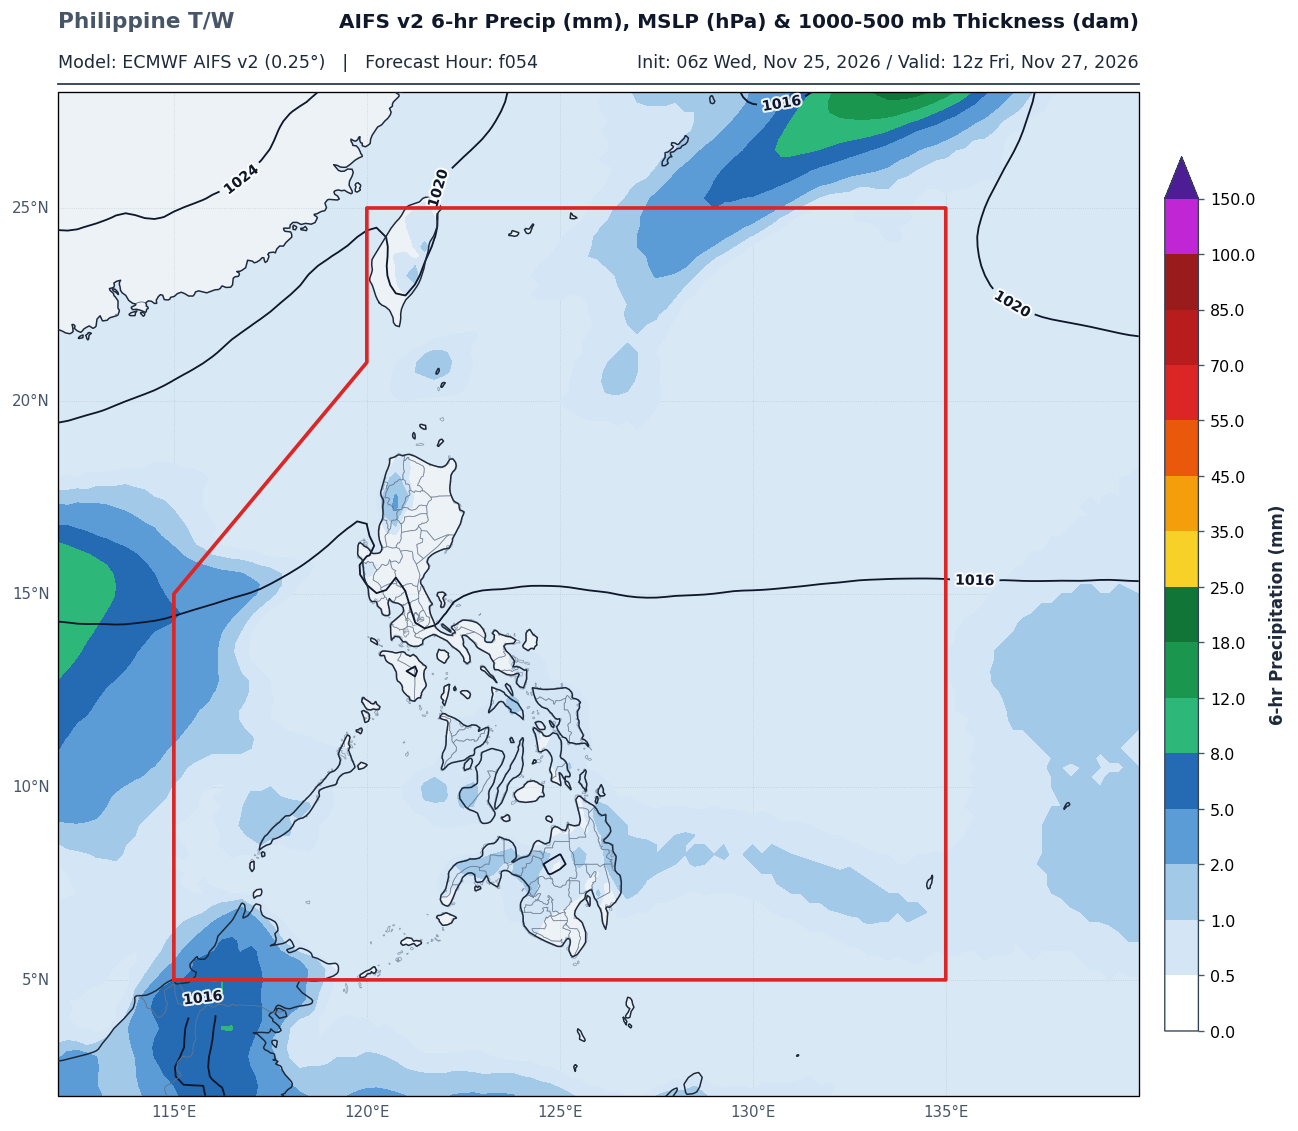 Philippine T/W
AIFS v2 6-hr Precip (mm), MSLP (hPa) & 1000-500 mb Thickness (dam)
Model: ECMWF AIFS v2 (0.25°) | Forecast Hour: f054
Init: 06z Wed, Nov 25, 2026 / Valid: 12z Fri, Nov 27, 2026
1016
1024
1020
1020
1016
1016
25°N
20°N
15°N
10°N
5°N
115°E
120°E
125°E
130°E
135°E
150.0
100.0
85.0
70.0
55.0
45.0
35.0
25.0
18.0
12.0
8.0
5.0
2.0
1.0
0.5
0.0
6-hr Precipitation (mm)